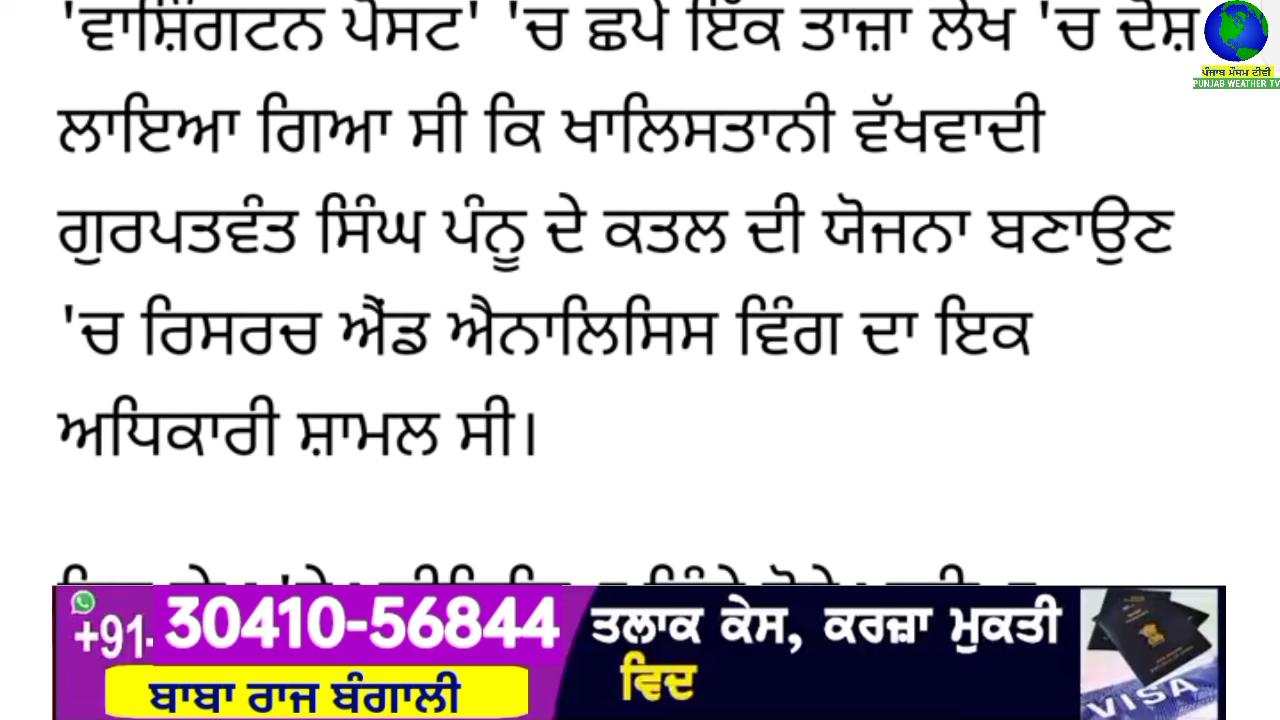 'ਵਾਸ਼ਿੰਗਟਨ ਪੋਸਟ' 'ਚ ਛਪੇ ਇੱਕ ਤਾਜ਼ਾ ਲੇਖ 'ਚ ਦੋਸ਼
ਪੰਜਾਬ ਮੌਸਮ ਟੀਵੀ
PUNJAB WEATHER TV
ਲਾਇਆ ਗਿਆ ਸੀ ਕਿ ਖਾਲਿਸਤਾਨੀ ਵੱਖਵਾਦੀ
ਗੁਰਪਤਵੰਤ ਸਿੰਘ ਪੰਨੂ ਦੇ ਕਤਲ ਦੀ ਯੋਜਨਾ ਬਣਾਉਣ
'ਚ ਰਿਸਰਚ ਐਂਡ ਐਨਾਲਿਸਿਸ ਵਿੰਗ ਦਾ ਇਕ
ਅਧਿਕਾਰੀ ਸ਼ਾਮਲ ਸੀ।
+91. 30410-56844
ਬਾਬਾ ਰਾਜ ਬੰਗਾਲੀ
ਤਲਾਕ ਕੇਸ, ਕਰਜ਼ਾ ਮੁਕਤੀ
ਵਿਦ
VISA